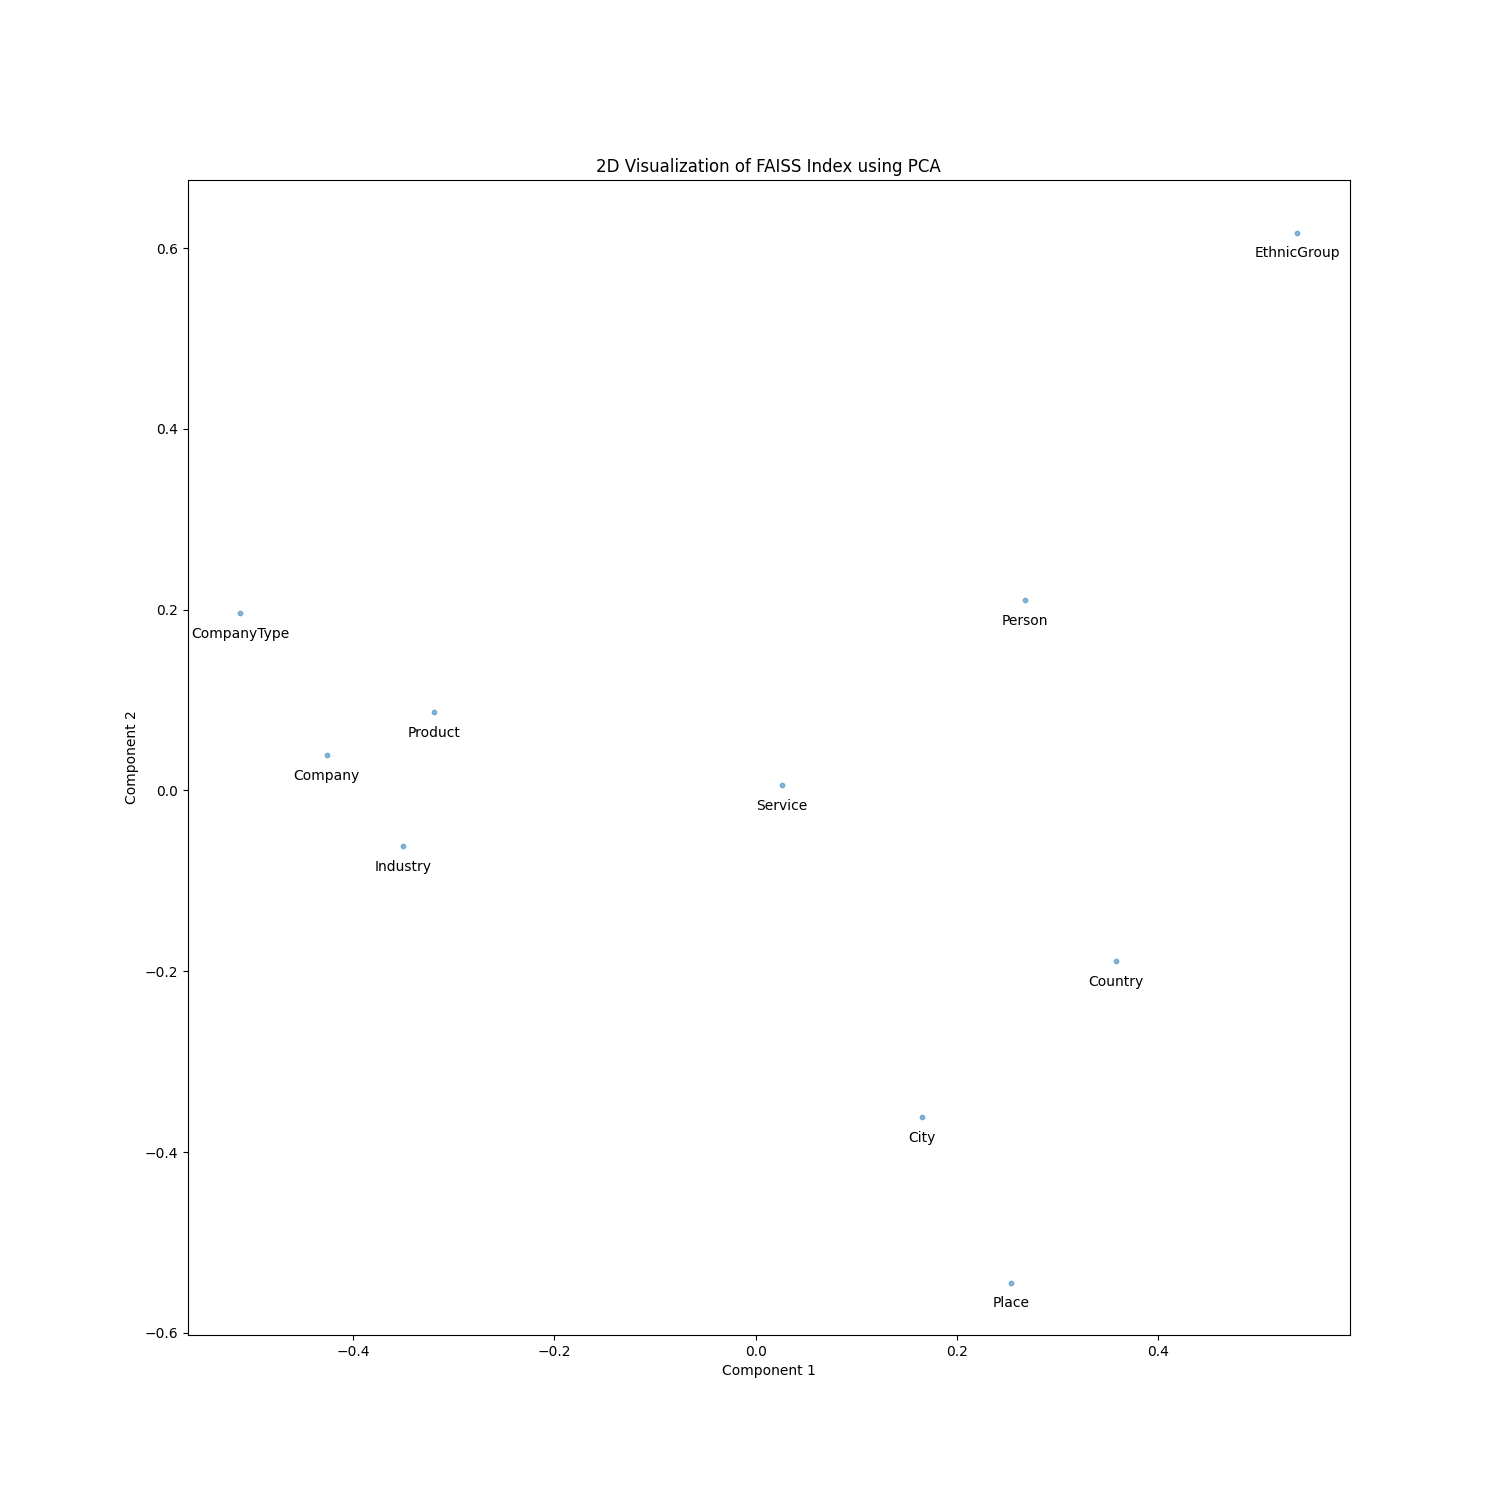 2D Visualization of FAISS Index using PCA
0.6
EthnicGroup
0.4
0.2
Person
CompanyType
Product
Company
Component 2
0.0
Service
Industry
−0.2
Country
City
−0.4
Place
−0.6
−0.4
−0.2
0.0
0.2
0.4
Component 1